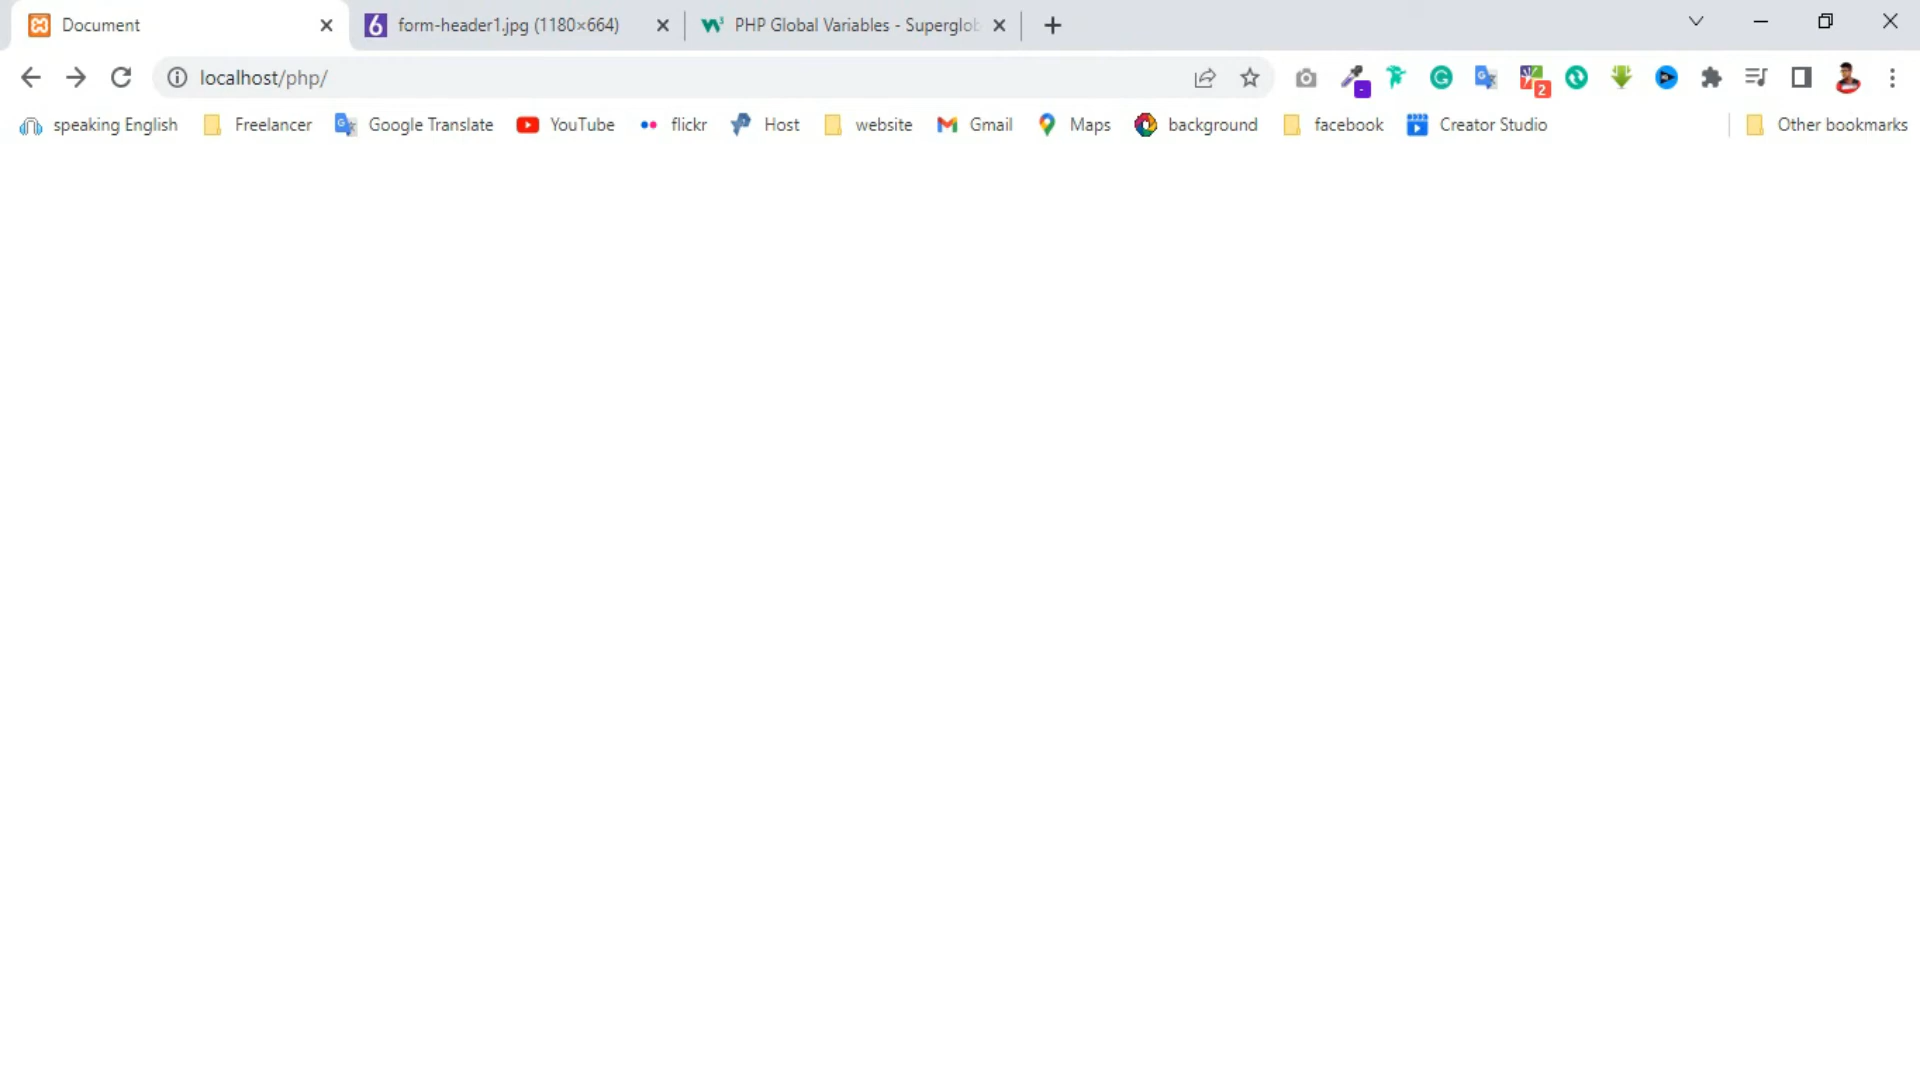 Document
form-header1.jpg (1180×664)
PHP Global Variables - Superglob
localhost/php/
2
speaking English
Freelancer
Google Translate
YouTube
flickr
Host
website
Gmail
Maps
background
facebook
Creator Studio
Other bookmarks